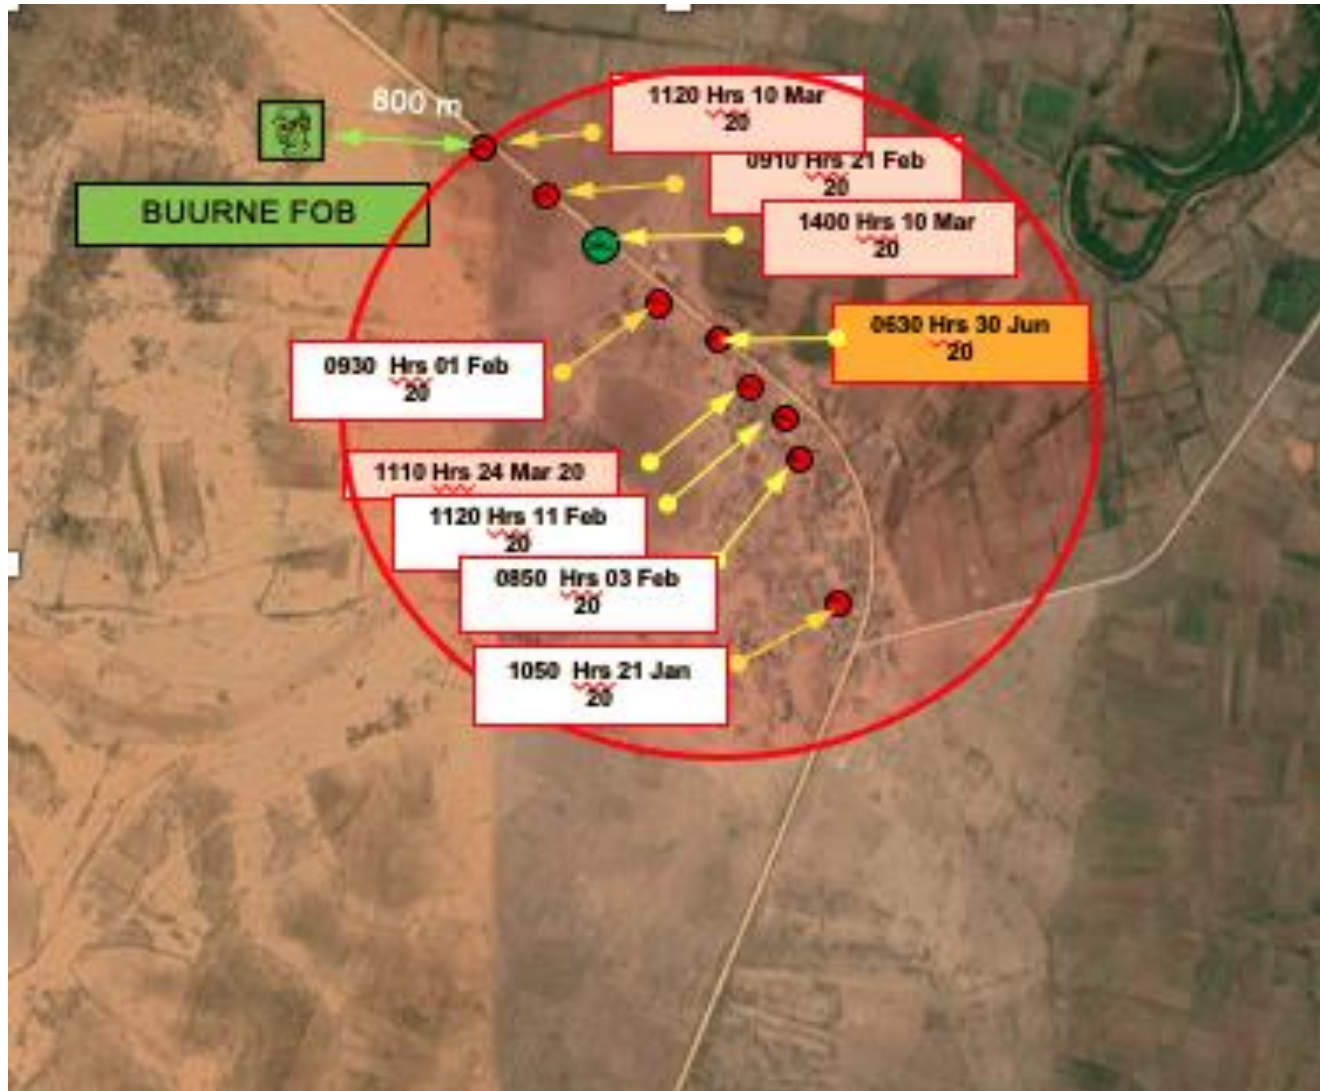 800 m
1120 Hrs 10 Mar
20
0910 Hrs 21 Feb
20
BUURNE FOB
1400 Hrs 10 Mar
20
0630 Hrs 30 Jun
20
0930 Hrs 01 Feb
20
1110 Hrs 24 Mar 20
1120 Hrs 11 Feb
20
0850 Hrs 03 Feb
20
1050 Hrs 21 Jan
20